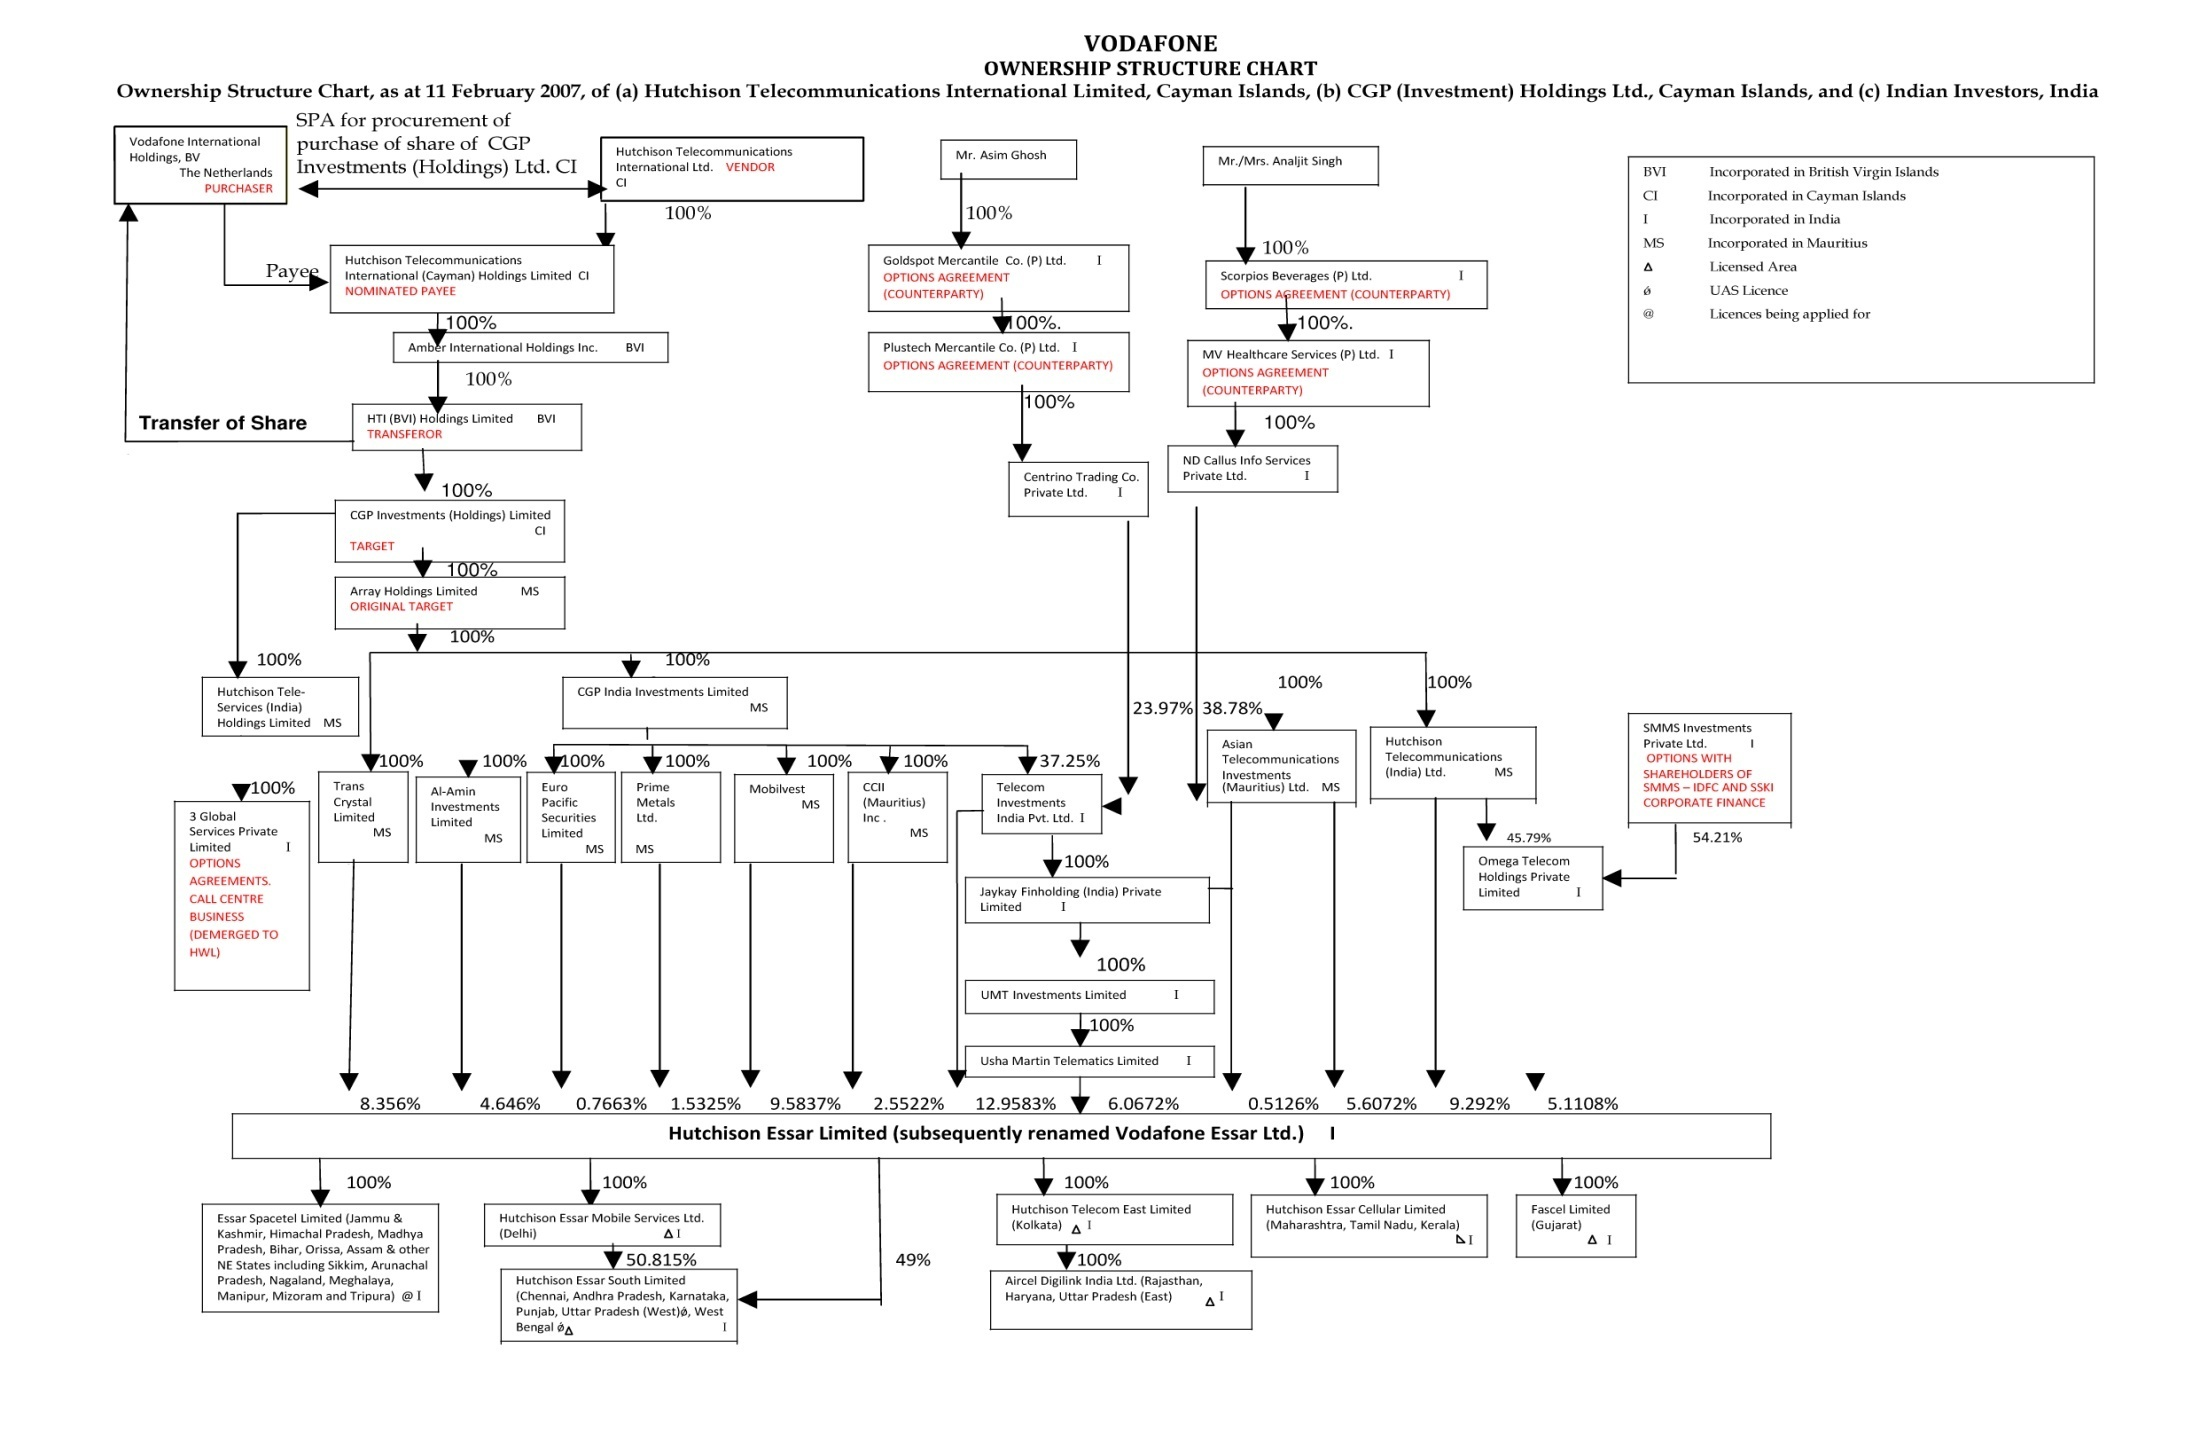 VODAFONE
OWNERSHIP STRUCTURE CHART
Ownership Structure Chart, as at 11 February 2007, of (a) Hutchison Telecommunications International Limited, Cayman Islands, (b) CGP (Investment) Holdings Ltd., Cayman Islands, and (c) Indian Investors, India
Vodafone International
Holdings, BV
The Netherlands
PURCHASER
SPA for procurement of
purchase of share of CGP
Investments (Holdings) Ltd. CI
Hutchison Telecommunications
International Ltd. VENDOR
CI
100%
Mr. Asim Ghosh
100%
Mr./Mrs. Analjit Singh
100%
BVI Incorporated in British Virgin Islands
CI Incorporated in Cayman Islands
I Incorporated in India
MS Incorporated in Mauritius
Δ Licensed Area
ǿ UAS Licence
@ Licences being applied for
Payee
Hutchison Telecommunications
International (Cayman) Holdings Limited CI
NOMINATED PAYEE
100%
Amber International Holdings Inc. BVI
100%
Transfer of Share
HTI (BVI) Holdings Limited BVI
TRANSFEROR
100%
CGP Investments (Holdings) Limited
CI
TARGET
100%
Array Holdings Limited MS
ORIGINAL TARGET
100%
Goldspot Mercantile Co. (P) Ltd. I
OPTIONS AGREEMENT
(COUNTERPARTY)
100%.
Plustech Mercantile Co. (P) Ltd. I
OPTIONS AGREEMENT (COUNTERPARTY)
100%
Centrino Trading Co.
Private Ltd. I
Scorpios Beverages (P) Ltd. I
OPTIONS AGREEMENT (COUNTERPARTY)
100%.
MV Healthcare Services (P) Ltd. I
OPTIONS AGREEMENT
(COUNTERPARTY)
100%
ND Callus Info Services
Private Ltd. I
100%
Hutchison Tele-
Services (India)
Holdings Limited MS
100%
CGP India Investments Limited
MS
23.97%
38.78%
100%
100%
Asian
Telecommunications
Investments
(Mauritius) Ltd. MS
Hutchison
Telecommunications
(India) Ltd. MS
SMMS Investments
Private Ltd. I
OPTIONS WITH
SHAREHOLDERS OF
SMMS – IDFC AND SSKI
CORPORATE FINANCE
100%
3 Global
Services Private
Limited I
OPTIONS
AGREEMENTS.
CALL CENTRE
BUSINESS
(DEMERGED TO
HWL)
100%
Trans
Crystal
Limited
MS
100%
Al-Amin
Investments
Limited
MS
100%
Euro
Pacific
Securities
Limited
MS
100%
Prime
Metals
Ltd.
MS
100%
Mobilvest
MS
100%
CCII
(Mauritius)
Inc .
MS
37.25%
Telecom
Investments
India Pvt. Ltd. I
100%
Jaykay Finholding (India) Private
Limited I
100%
UMT Investments Limited I
100%
Usha Martin Telematics Limited I
45.79%
54.21%
Omega Telecom
Holdings Private
Limited I
8.356% 4.646% 0.7663% 1.5325% 9.5837% 2.5522% 12.9583% 6.0672% 0.5126% 5.6072% 9.292% 5.1108%
Hutchison Essar Limited (subsequently renamed Vodafone Essar Ltd.) I
100%
Essar Spacetel Limited (Jammu &
Kashmir, Himachal Pradesh, Madhya
Pradesh, Bihar, Orissa, Assam & other
NE States including Sikkim, Arunachal
Pradesh, Nagaland, Meghalaya,
Manipur, Mizoram and Tripura) @ I
100%
Hutchison Essar Mobile Services Ltd.
(Delhi) Δ I
50.815%
Hutchison Essar South Limited
(Chennai, Andhra Pradesh, Karnataka,
Punjab, Uttar Pradesh (West)ǿ, West
Bengal ǿΔ I
49%
100%
Hutchison Telecom East Limited
(Kolkata) Δ I
100%
Aircel Digilink India Ltd. (Rajasthan,
Haryana, Uttar Pradesh (East) Δ I
100%
Hutchison Essar Cellular Limited
(Maharashtra, Tamil Nadu, Kerala)
Δ I
100%
Fascel Limited
(Gujarat)
Δ I